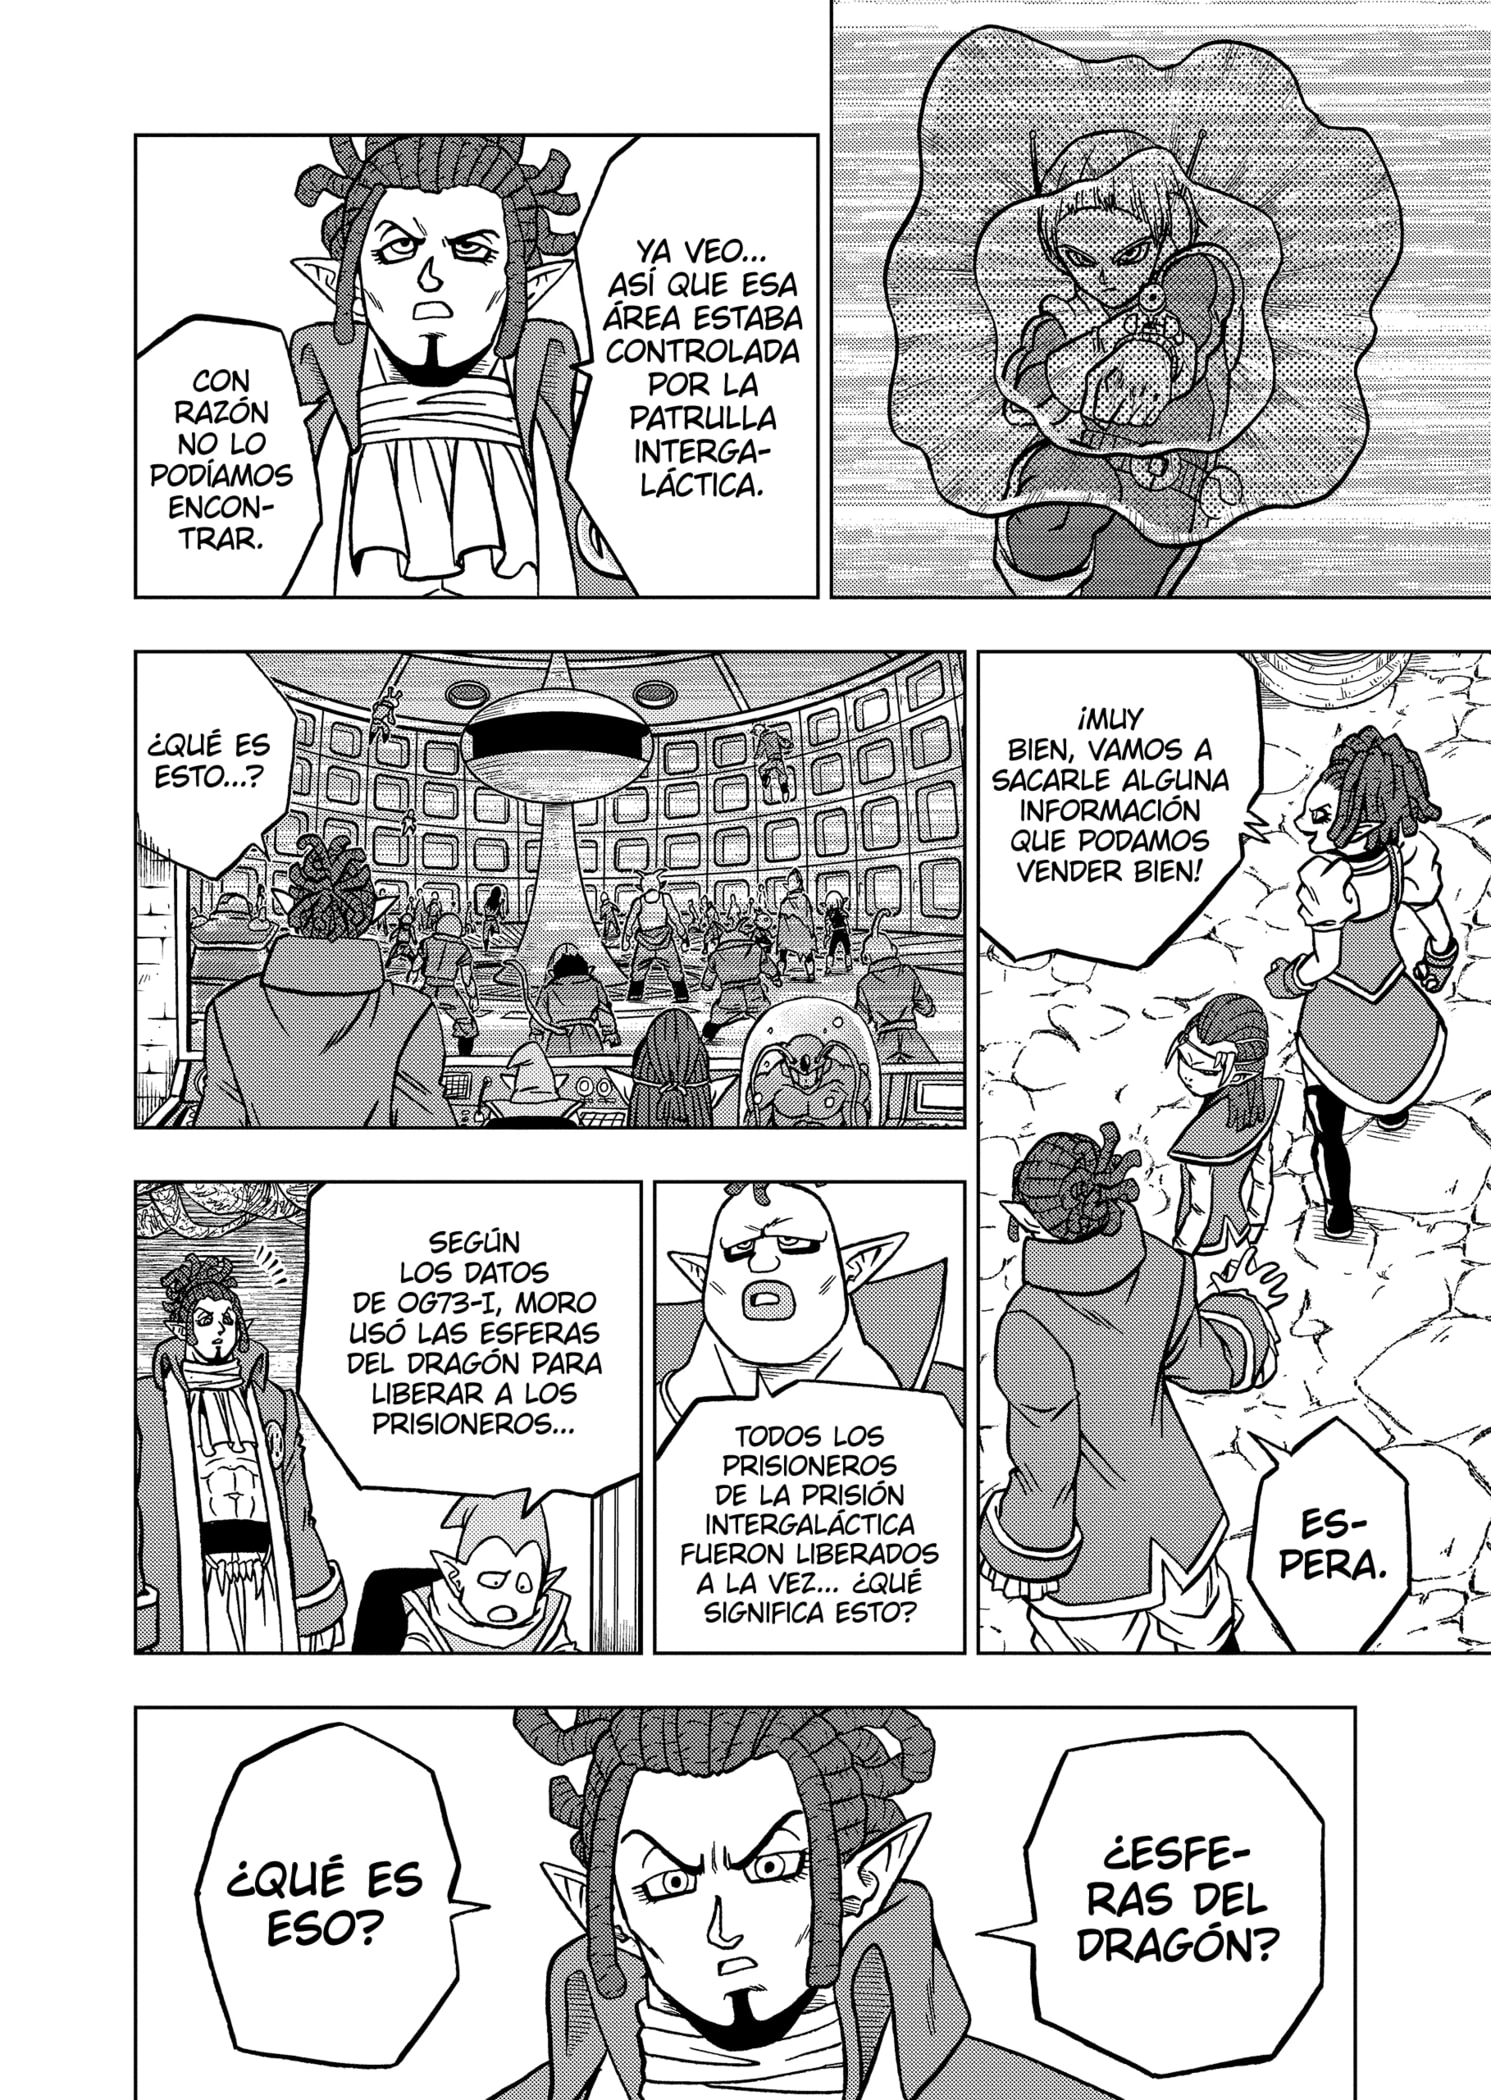 YA VEO...
ASÍ QUE ESA
ÁREA ESTABA
CONTROLADA
POR LA
PATRULLA
INTERGA-
LÁCTICA.
CON
RAZÓN
NO LO
PODÍAMOS
ENCON-
TRAR.
¡MUY
BIEN, VAMOS A
SACARLE ALGUNA
INFORMACIÓN
QUE PODAMOS
VENDER BIEN!
ES-
PERA.
¿QUÉ ES
ESTO...?
TODOS LOS
PRISIONEROS
DE LA PRISIÓN
INTERGALÁCTICA
FUERON LIBERADOS
A LA VEZ... ¿QUÉ
SIGNIFICA ESTO?
SEGÚN
LOS DATOS
DE OG73-I, MORO
USÓ LAS ESFERAS
DEL DRAGÓN PARA
LIBERAR A LOS
PRISIONEROS...
¿ESFE-
RAS DEL
DRAGÓN?
¿QUÉ ES
ESO?